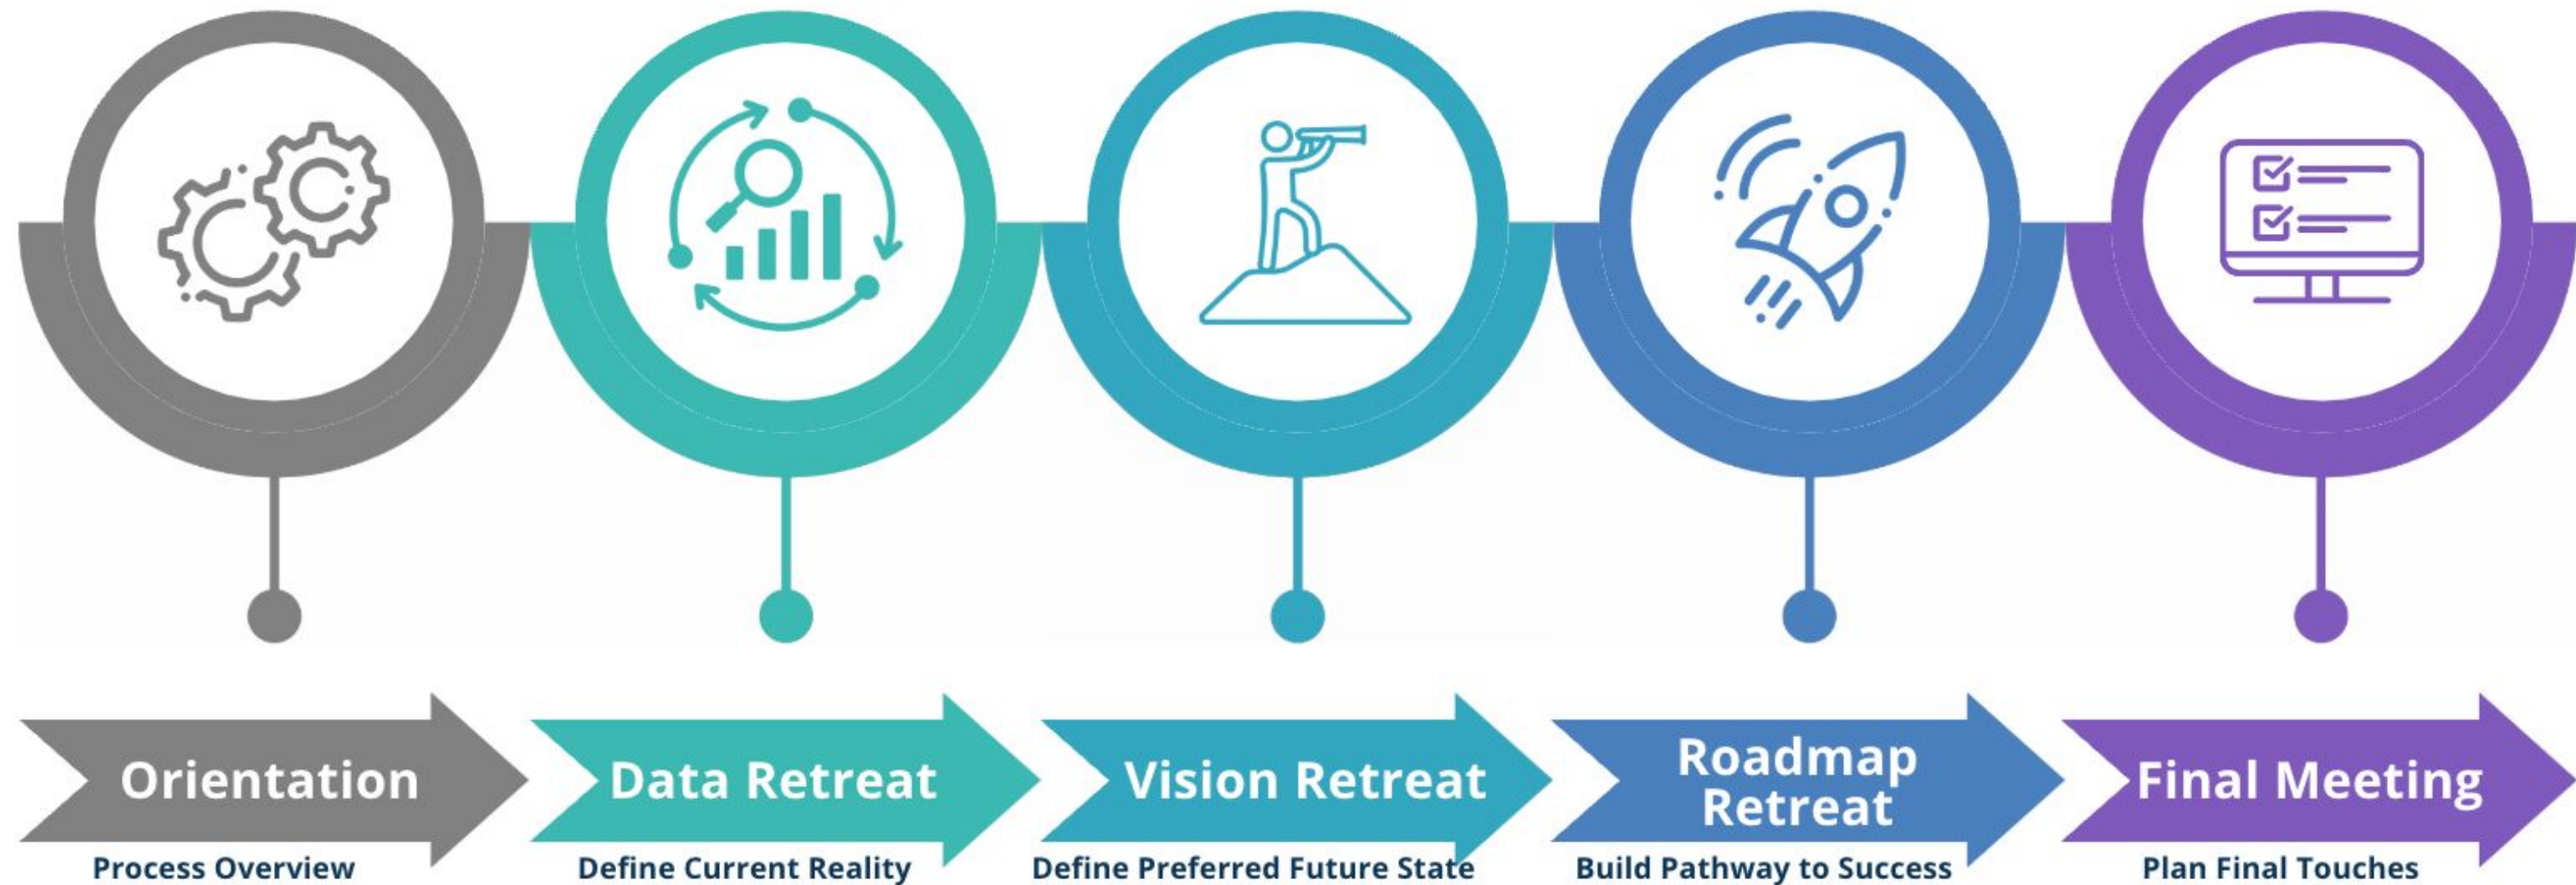 Orientation
Data Retreat
Vision Retreat
Roadmap
Retreat
Final Meeting
Process Overview
Define Current Reality
Define Preferred Future State
Build Pathway to Success
Plan Final Touches